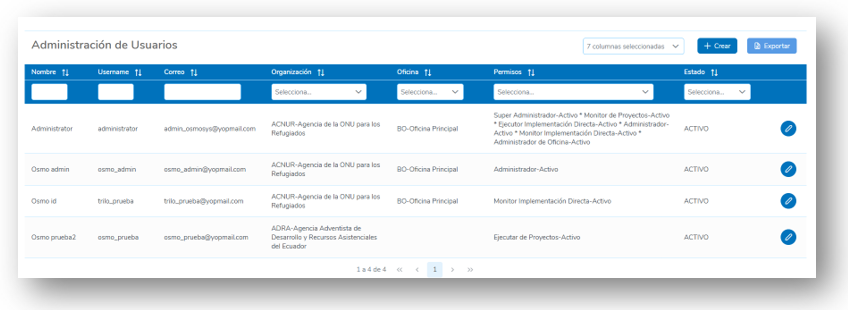 Administración de Usuarios
7 columnas seleccionadas
+ Crear
Exportar
Nombre Username Correo Organización Oficina Permisos Estado
Selecciona... Selecciona... Selecciona... Selecciona...
Administrator administrator admin_osmosys@yopmail.com ACNUR-Agencia de la ONU para los Refugiados BO-Oficina Principal Super Administrador-Activo * Monitor de Proyectos-Activo * Ejecutor Implementación Directa-Activo * Administrador-Activo * Monitor Implementación Directa-Activo * Administrador de Oficina-Activo ACTIVO
Osmo admin osmo_admin osmo_admin@yopmail.com ACNUR-Agencia de la ONU para los Refugiados BO-Oficina Principal Administrador-Activo ACTIVO
Osmo id trilo_prueba trilo_prueba@yopmail.com ACNUR-Agencia de la ONU para los Refugiados BO-Oficina Principal Monitor Implementación Directa-Activo ACTIVO
Osmo prueba2 osmo_prueba osmo_prueba@yopmail.com ADRA-Agencia Adventista de Desarrollo y Recursos Asistenciales del Ecuador Ejecutar de Proyectos-Activo ACTIVO
1 a 4 de 4 << < 1 > >>